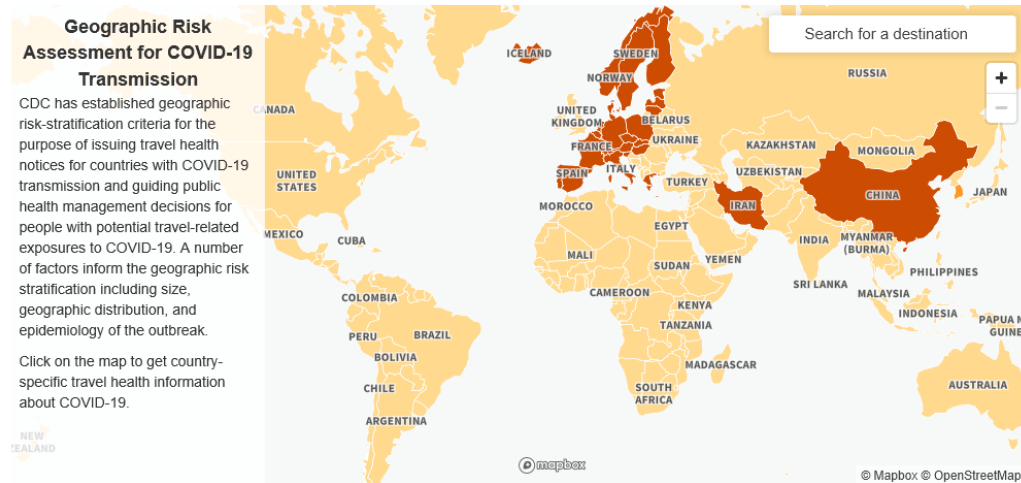 Geographic Risk
Assessment for COVID-19
Transmission
CDC has established geographic
risk-stratification criteria for the
purpose of issuing travel health
notices for countries with COVID-19
transmission and guiding public
health management decisions for
people with potential travel-related
exposures to COVID-19. A number
of factors inform the geographic risk
stratification including size,
geographic distribution, and
epidemiology of the outbreak.
Click on the map to get country-
specific travel health information
about COVID-19.
Search for a destination
+
−
ICELAND
SWEDEN
NORWAY
RUSSIA
CANADA
UNITED
KINGDOM
BELARUS
UKRAINE
FRANCE
KAZAKHSTAN
MONGOLIA
UNITED
STATES
SPAIN
ITALY
TURKEY
UZBEKISTAN
CHINA
JAPAN
IRAN
MOROCCO
MEXICO
CUBA
EGYPT
INDIA
MYANMAR
(BURMA)
MALI
SUDAN
YEMEN
PHILIPPINES
SRI LANKA
MALAYSIA
COLOMBIA
CAMEROON
KENYA
INDONESIA
PAPUA N
GUINE
TANZANIA
PERU
BRAZIL
BOLIVIA
MADAGASCAR
CHILE
SOUTH
AFRICA
AUSTRALIA
ARGENTINA
NEW
ZEALAND
mapbox
© Mapbox © OpenStreetMap